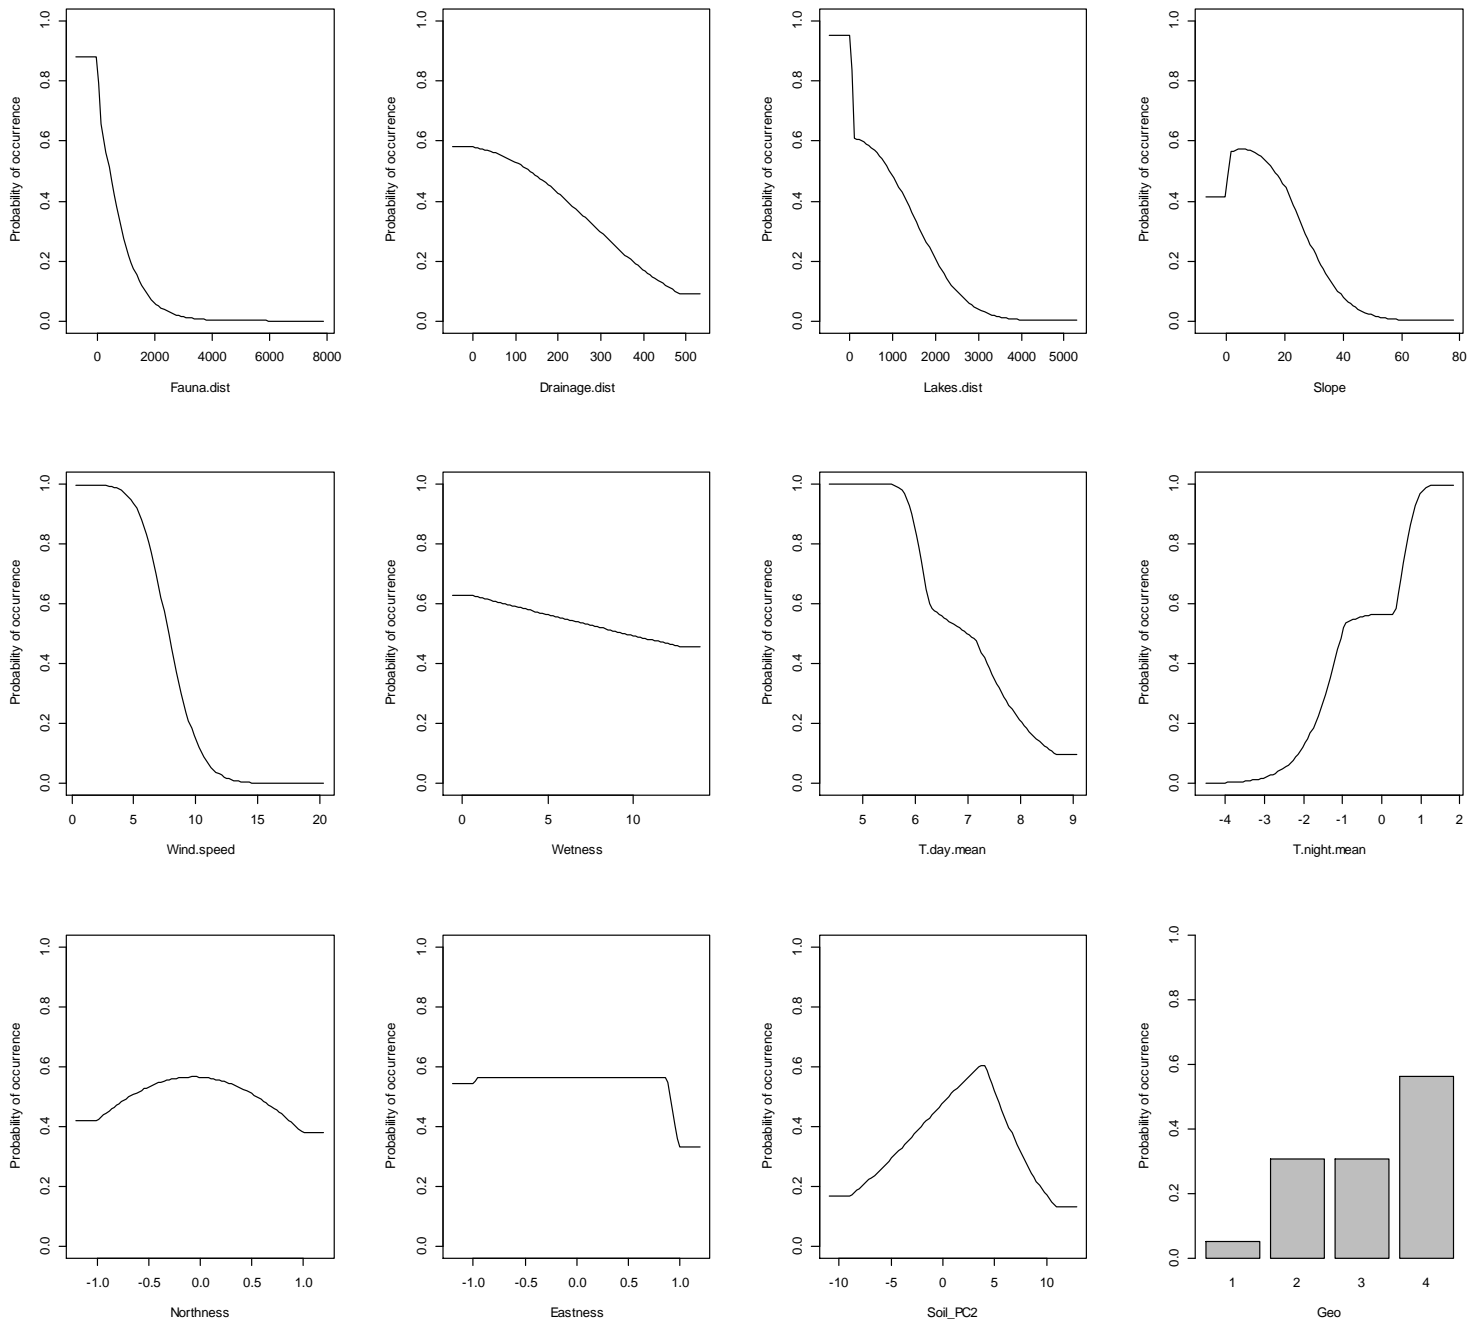 Probability of occurrence
0.0 0.2 0.4 0.6 0.8 1.0
0 2000 4000 6000 8000
Fauna.dist
Probability of occurrence
0.0 0.2 0.4 0.6 0.8 1.0
0 100 200 300 400 500
Drainage.dist
Probability of occurrence
0.0 0.2 0.4 0.6 0.8 1.0
0 1000 2000 3000 4000 5000
Lakes.dist
Probability of occurrence
0.0 0.2 0.4 0.6 0.8 1.0
0 20 40 60 80
Slope
Probability of occurrence
0.0 0.2 0.4 0.6 0.8 1.0
0 5 10 15 20
Wind.speed
Probability of occurrence
0.0 0.2 0.4 0.6 0.8 1.0
0 5 10
Wetness
Probability of occurrence
0.0 0.2 0.4 0.6 0.8 1.0
5 6 7 8 9
T.day.mean
Probability of occurrence
0.0 0.2 0.4 0.6 0.8 1.0
-4 -3 -2 -1 0 1 2
T.night.mean
Probability of occurrence
0.0 0.2 0.4 0.6 0.8 1.0
-1.0 -0.5 0.0 0.5 1.0
Northness
Probability of occurrence
0.0 0.2 0.4 0.6 0.8 1.0
-1.0 -0.5 0.0 0.5 1.0
Eastness
Probability of occurrence
0.0 0.2 0.4 0.6 0.8 1.0
-10 -5 0 5 10
Soil_PC2
Probability of occurrence
0.0 0.2 0.4 0.6 0.8 1.0
1 2 3 4
Geo